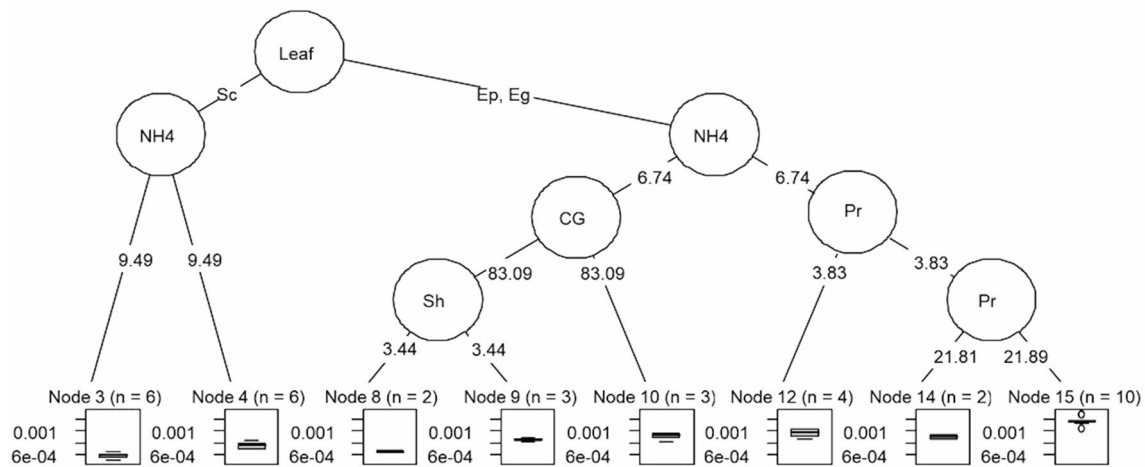 Leaf
Sc
Ep, Eg
NH4
NH4
6.74
6.74
CG
Pr
9.49
9.49
83.09
83.09
3.83
3.83
Sh
Pr
3.44
3.44
21.81
21.89
Node 3 (n = 6)
Node 4 (n = 6)
Node 8 (n = 2)
Node 9 (n = 3)
Node 10 (n = 3)
Node 12 (n = 4)
Node 14 (n = 2)
Node 15 (n = 10)
0.001
0.001
0.001
0.001
0.001
0.001
0.001
0.001
6e-04
6e-04
6e-04
6e-04
6e-04
6e-04
6e-04
6e-04